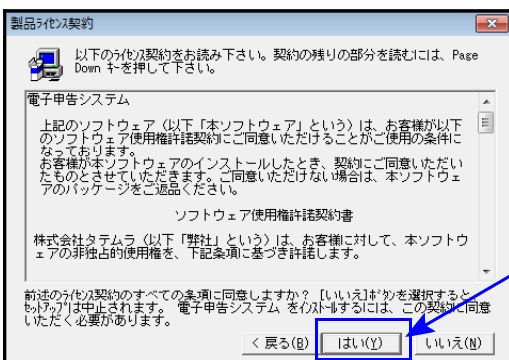 製品ﾗｲｾﾝｽ契約
以下のﾗｲｾﾝｽ契約をお読み下さい。契約の残りの部分を読むには、Page
Down キーを押して下さい。
電子申告システム
上記のソフトウェア（以下「本ソフトウェア」という）は、お客様が以下
のソフトウェア使用権許諾契約にご同意いただけることがご使用の条件に
なっております。
お客様が本ソフトウェアのインストールしたとき、契約にご同意いただい
たものとさせていただきます。ご同意いただけない場合は、本ソフトウェ
アのパッケージをご返品ください。
ソフトウェア使用権許諾契約書
株式会社タテムラ（以下「弊社」という）は、お客様に対して、本ソフトウ
ェアの非独占的使用権を、下記条項に基づき許諾します。
前述のﾗｲｾﾝｽ契約のすべての条項に同意しますか？ [いいえ]ﾎﾞﾀﾝを選択すると、
ｾｯﾄｱｯﾌﾟは中止されます。 電子申告システム をｲﾝｽﾄｰﾙするには、この契約に同意
いただく必要があります。
< 戻る(B)
はい(Y)
いいえ(N)